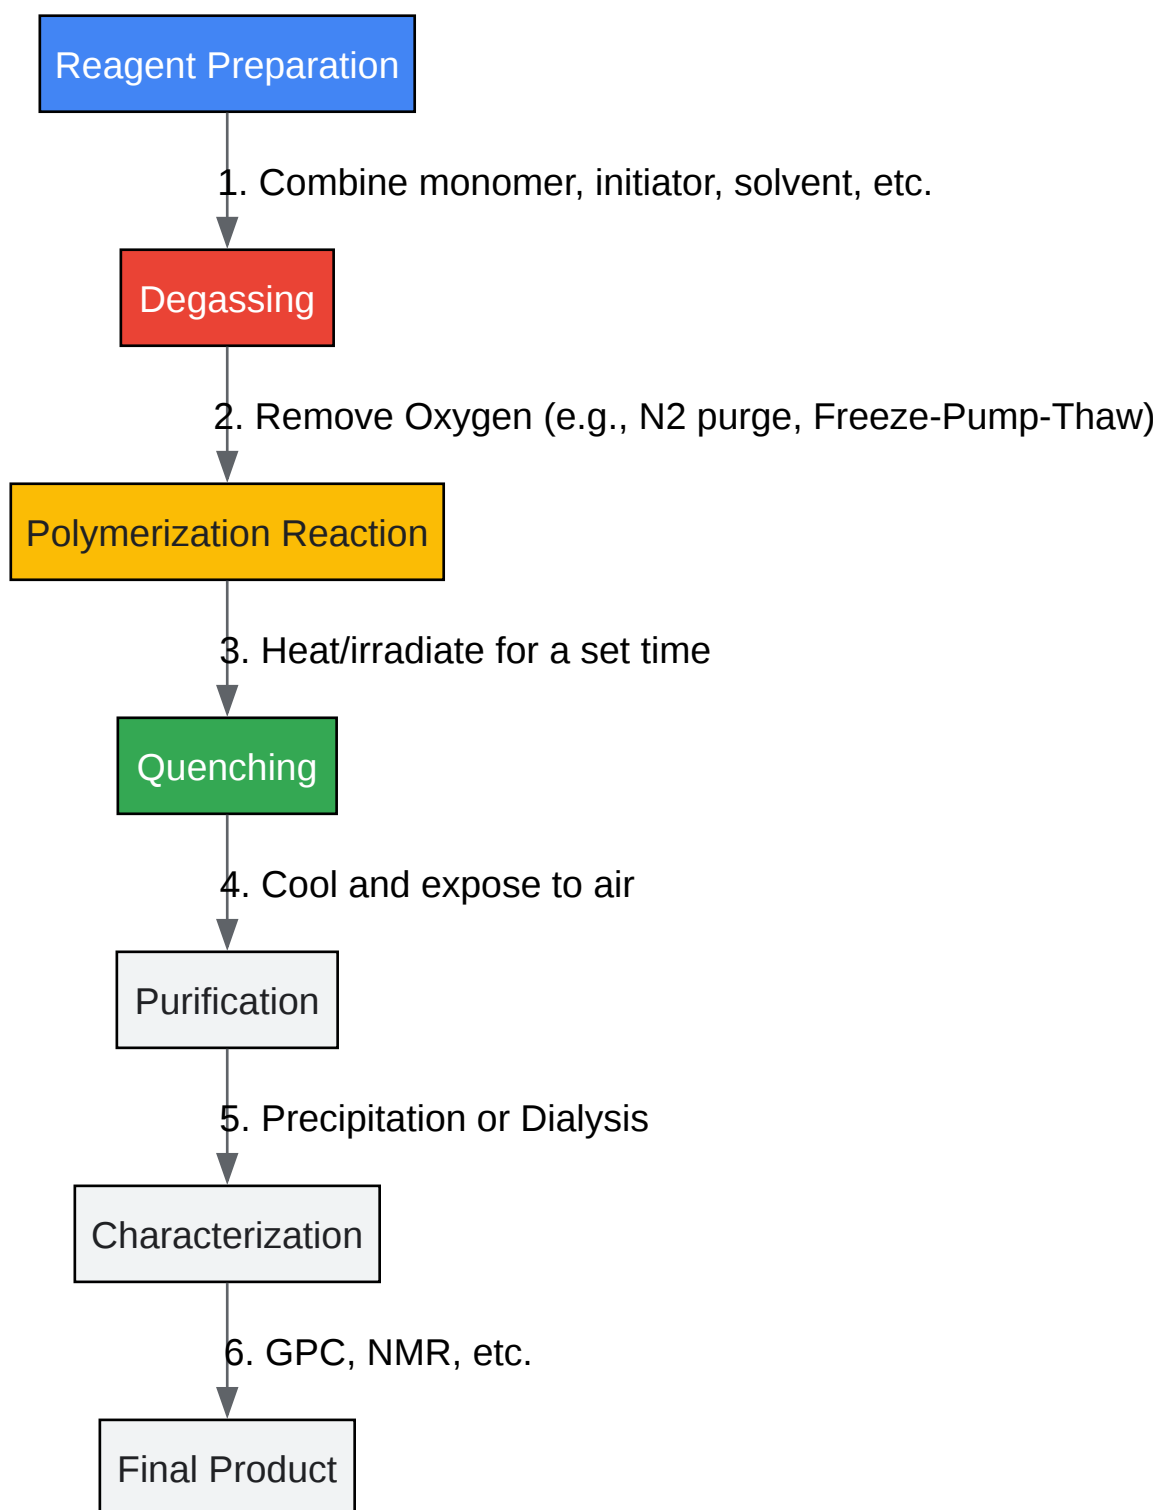 Reagent Preparation
1. Combine monomer, initiator, solvent, etc.
Degassing
2. Remove Oxygen (e.g., N2 purge, Freeze-Pump-Thaw)
Polymerization Reaction
3. Heat/irradiate for a set time
Quenching
4. Cool and expose to air
Purification
5. Precipitation or Dialysis
Characterization
6. GPC, NMR, etc.
Final Product